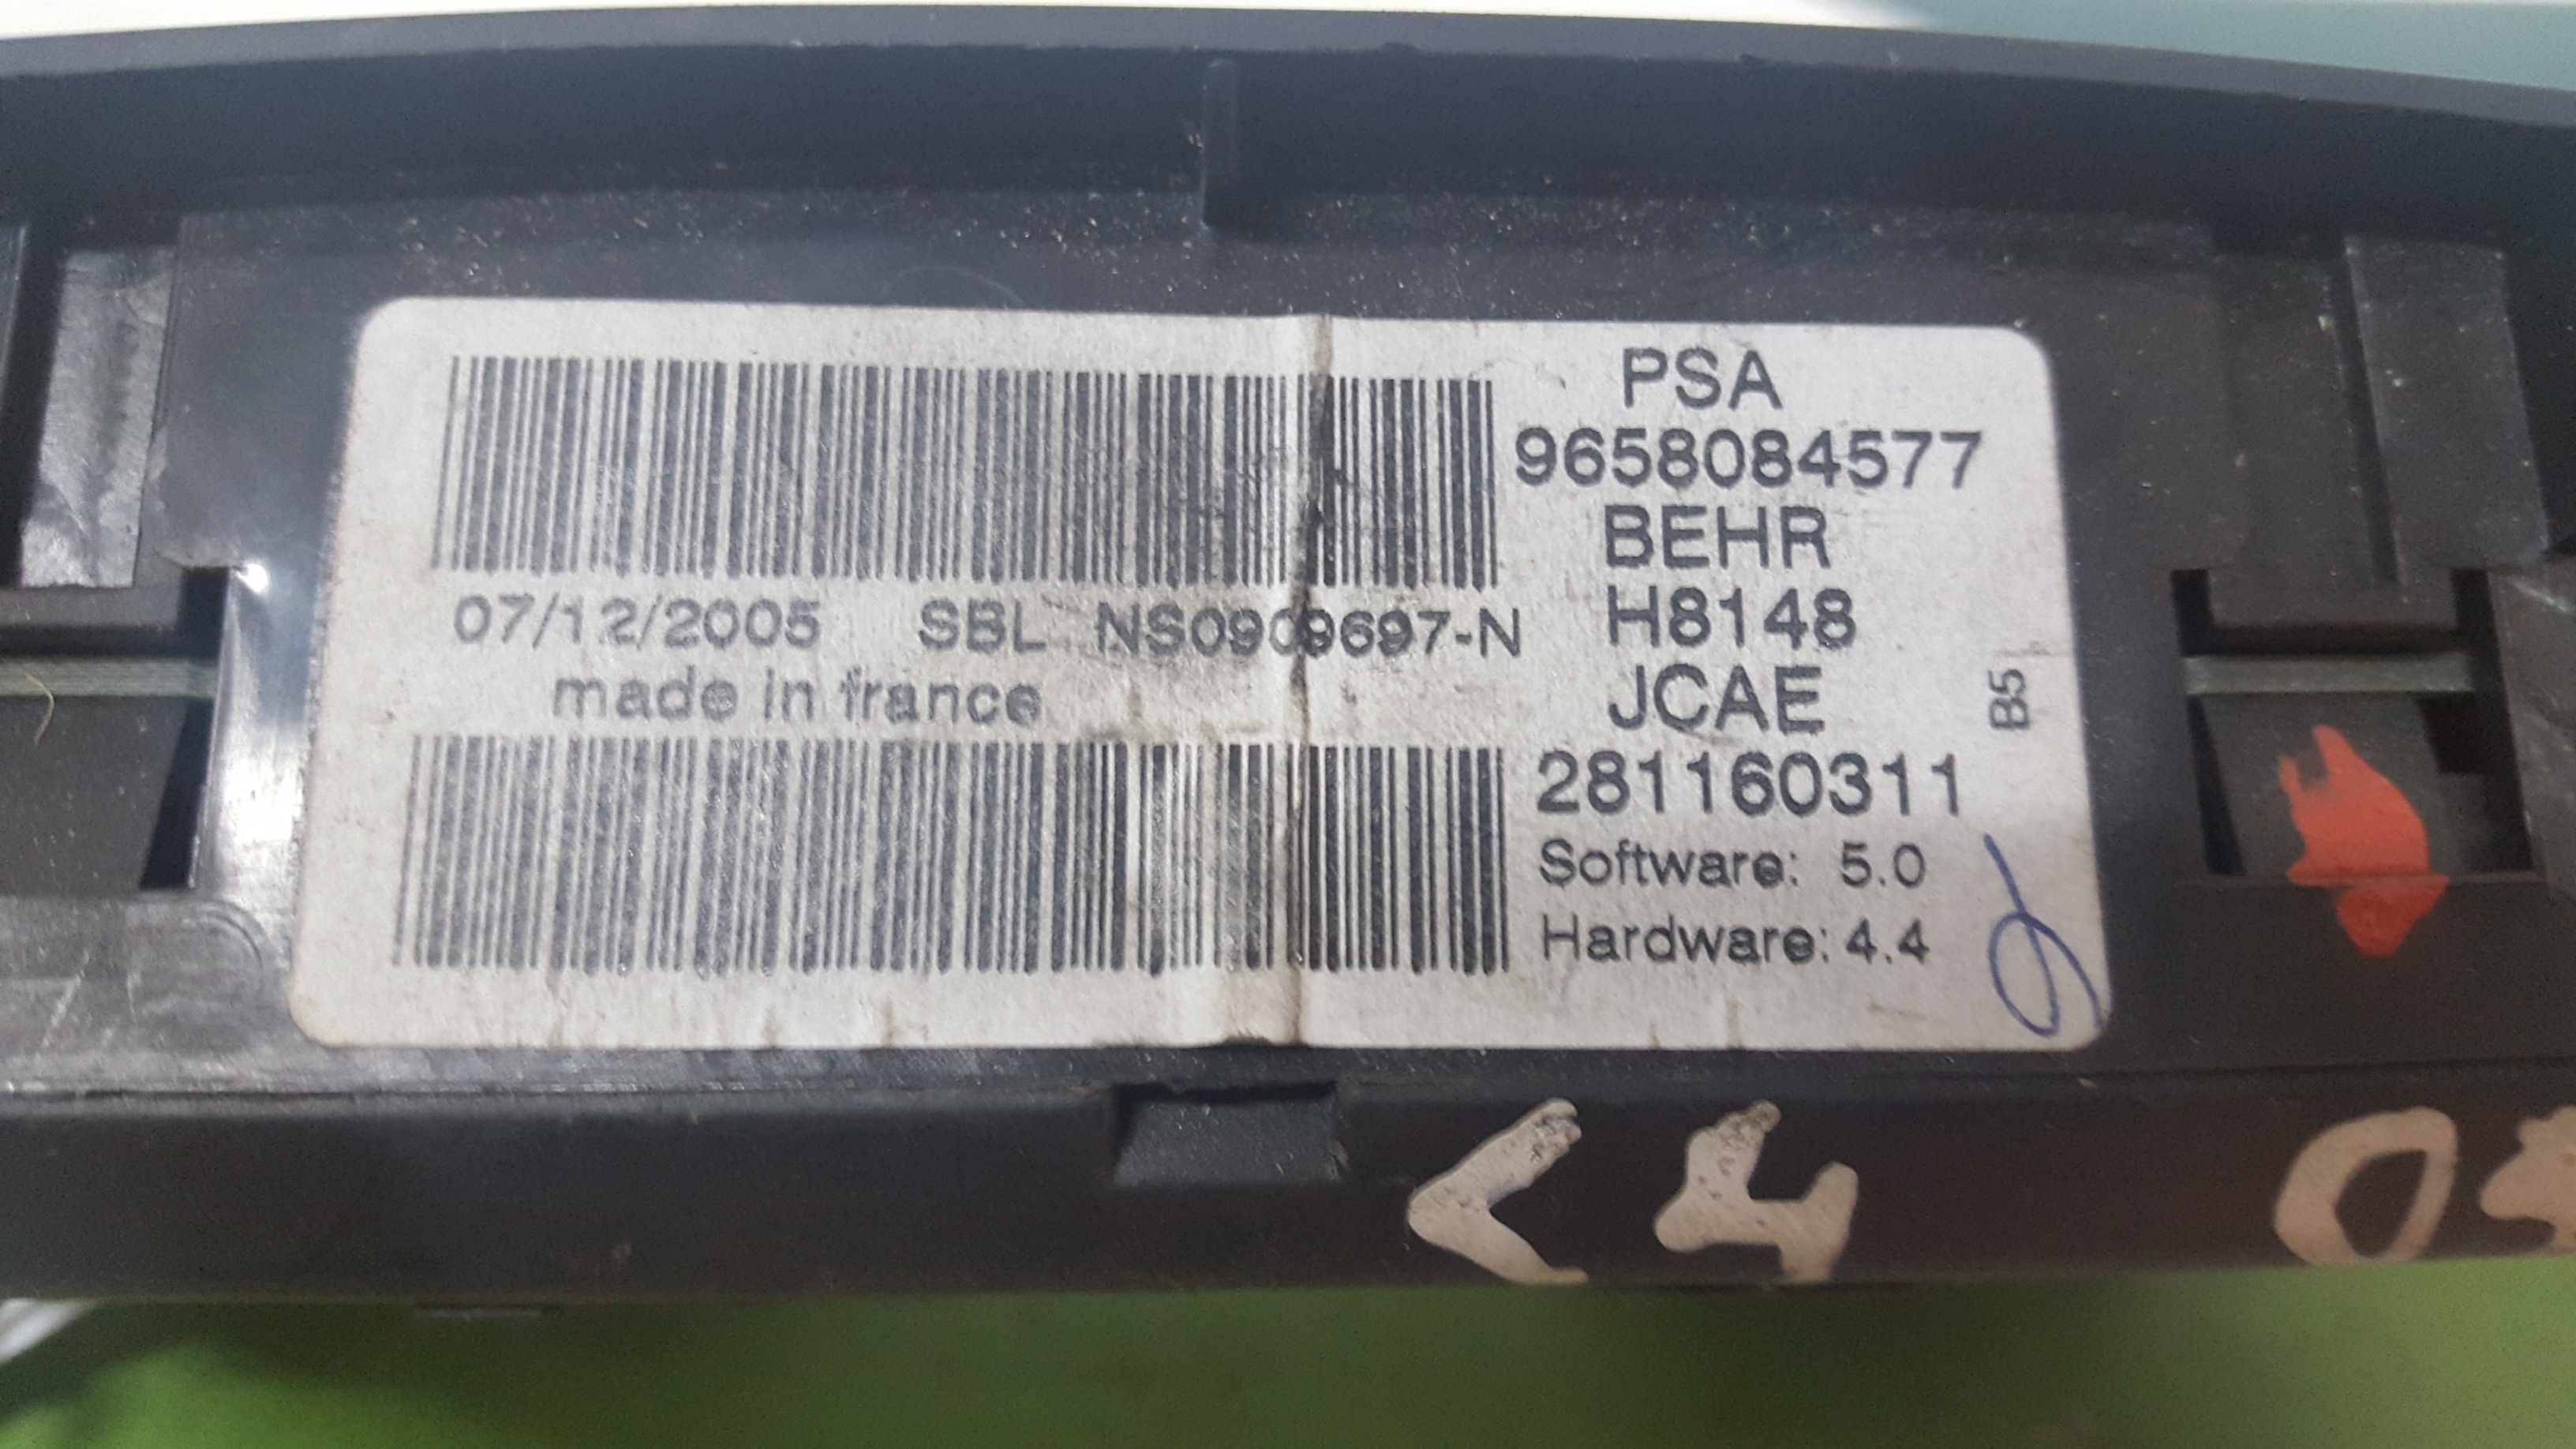 PSA
9658084577
BEHR
H8148
JCAE
281160311
Software: 5.0
Hardware: 4.4
B5
07/12/2005 SBL NS0909697-N
made in france
C4